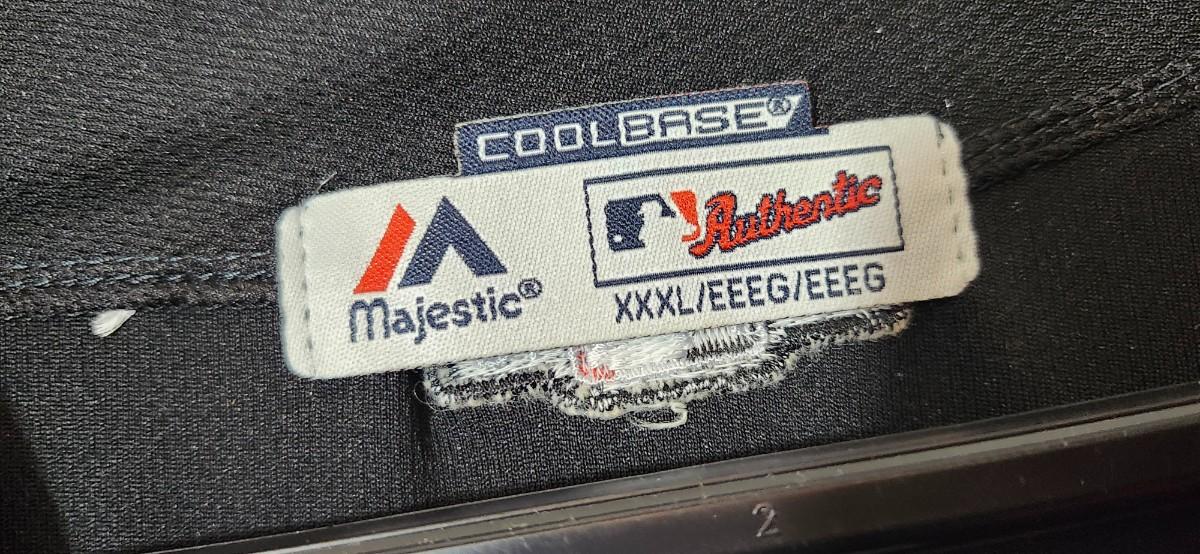 COOLBASE®
Authentic
Majestic®
XXXL/EEEG/EEEG
2